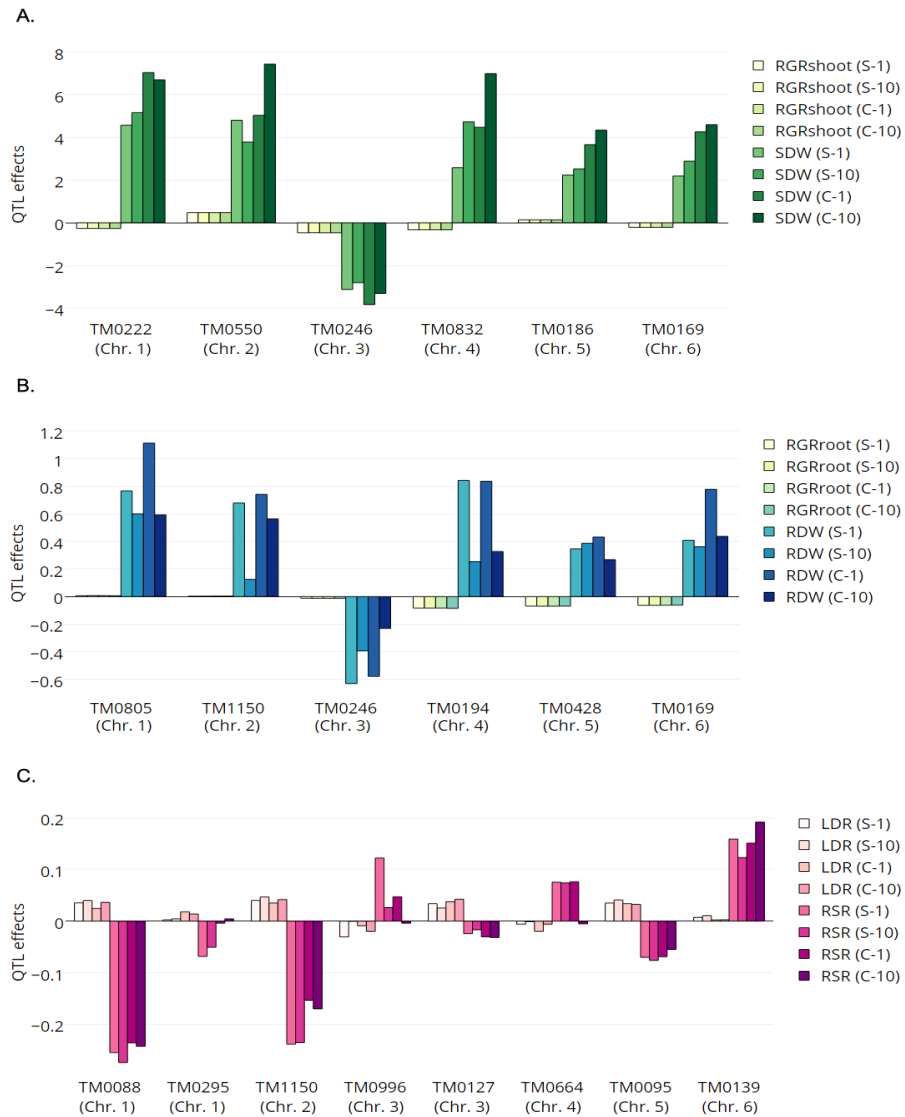 A.
8
6
4
2
0
−2
−4
QTL effects
TM0222
(Chr. 1)
TM0550
(Chr. 2)
TM0246
(Chr. 3)
TM0832
(Chr. 4)
TM0186
(Chr. 5)
TM0169
(Chr. 6)
RGRshoot (S-1)
RGRshoot (S-10)
RGRshoot (C-1)
RGRshoot (C-10)
SDW (S-1)
SDW (S-10)
SDW (C-1)
SDW (C-10)
B.
1.2
1
0.8
0.6
0.4
0.2
0
−0.2
−0.4
−0.6
QTL effects
TM0805
(Chr. 1)
TM1150
(Chr. 2)
TM0246
(Chr. 3)
TM0194
(Chr. 4)
TM0428
(Chr. 5)
TM0169
(Chr. 6)
RGRroot (S-1)
RGRroot (S-10)
RGRroot (C-1)
RGRroot (C-10)
RDW (S-1)
RDW (S-10)
RDW (C-1)
RDW (C-10)
C.
0.2
0.1
0
−0.1
−0.2
QTL effects
TM0088
(Chr. 1)
TM0295
(Chr. 1)
TM1150
(Chr. 2)
TM0996
(Chr. 3)
TM0127
(Chr. 3)
TM0664
(Chr. 4)
TM0095
(Chr. 5)
TM0139
(Chr. 6)
LDR (S-1)
LDR (S-10)
LDR (C-1)
LDR (C-10)
RSR (S-1)
RSR (S-10)
RSR (C-1)
RSR (C-10)